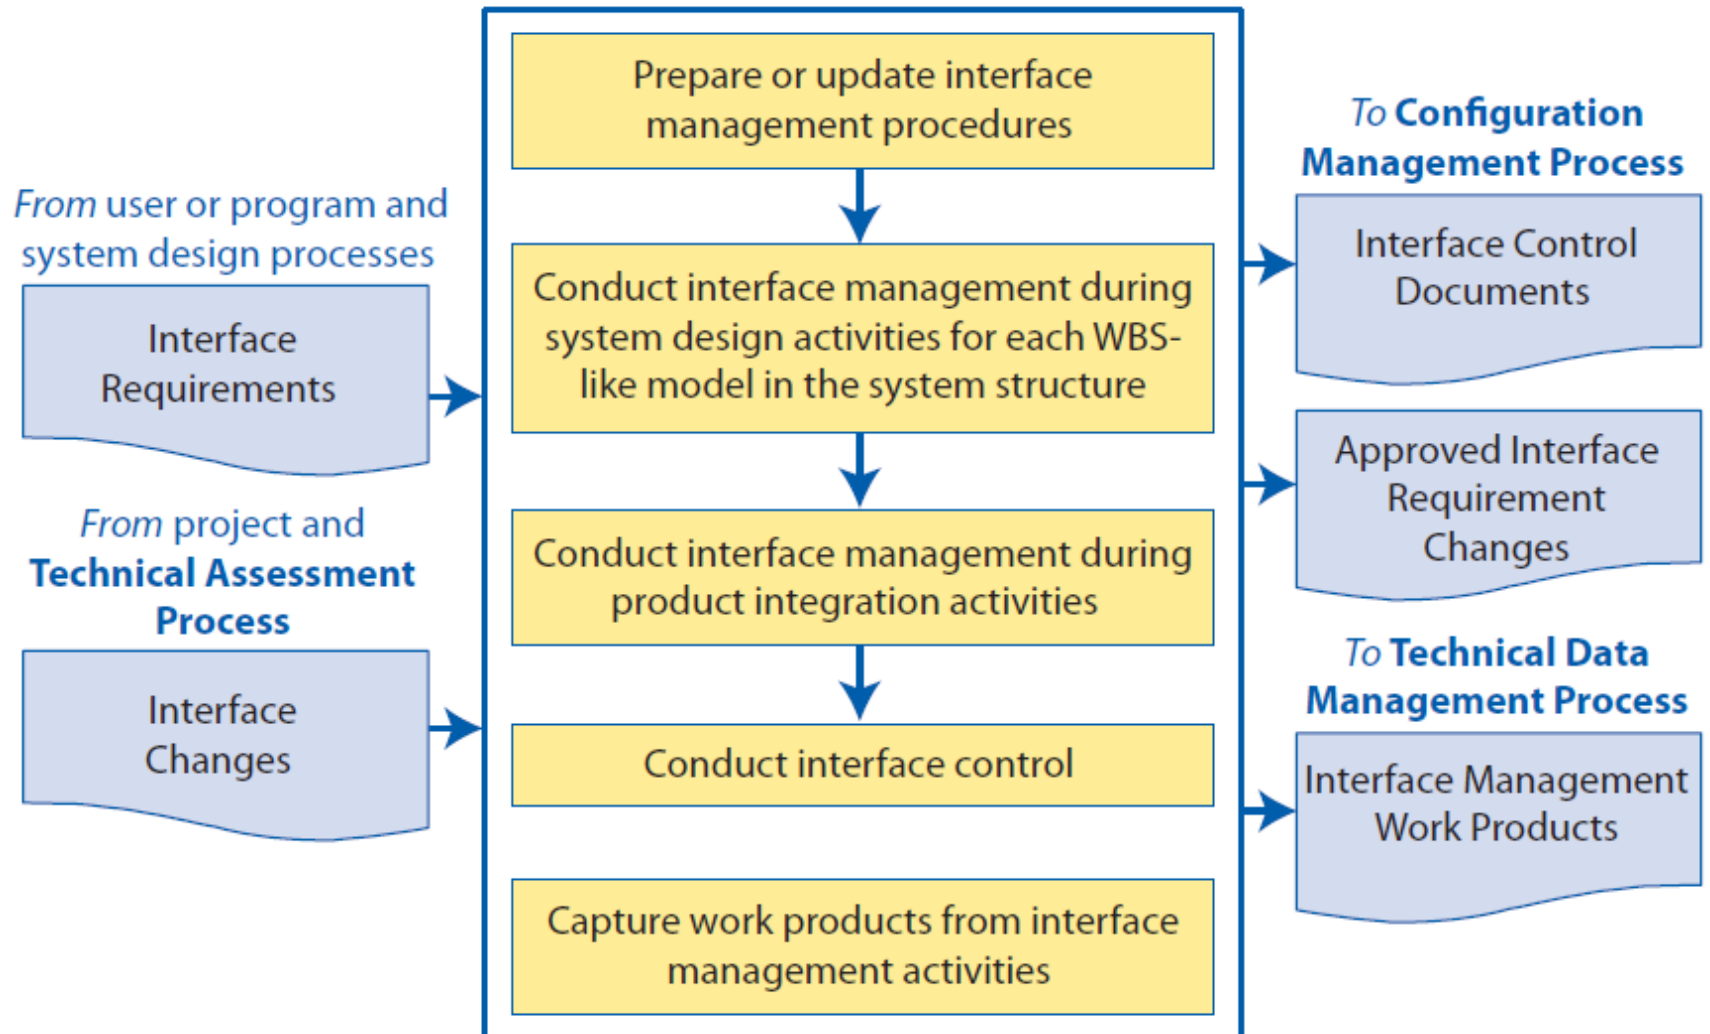 From user or program and
system design processes
Interface
Requirements
From project and
Technical Assessment
Process
Interface
Changes
Prepare or update interface
management procedures
Conduct interface management during
system design activities for each WBS-
like model in the system structure
Conduct interface management during
product integration activities
Conduct interface control
Capture work products from interface
management activities
To Configuration
Management Process
Interface Control
Documents
Approved Interface
Requirement
Changes
To Technical Data
Management Process
Interface Management
Work Products